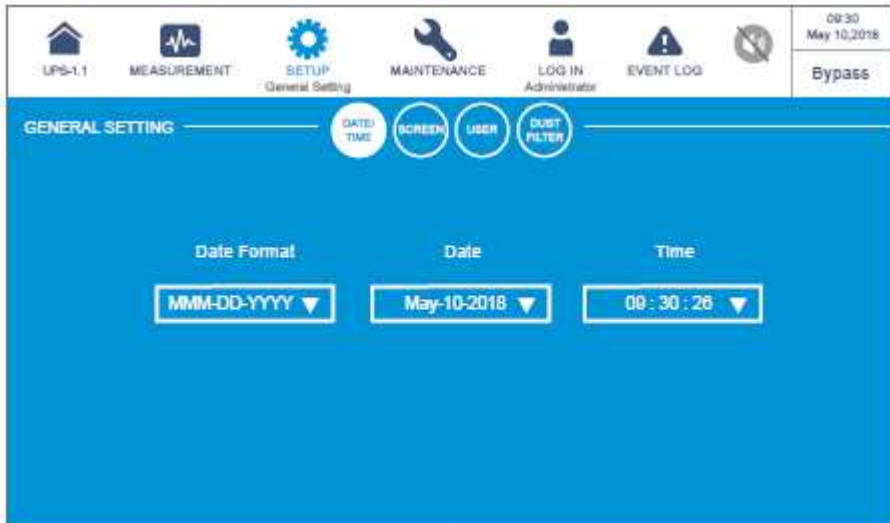 09:30
May 10,2018
UPS-1.1
MEASUREMENT
SETUP
General Setting
MAINTENANCE
LOG IN
Administrator
EVENT LOG
Bypass
GENERAL SETTING
DATE/
TIME
SCREEN
USER
DUST
FILTER
Date Format
Date
Time
MMM-DD-YYYY
May-10-2018
09 : 30 : 26